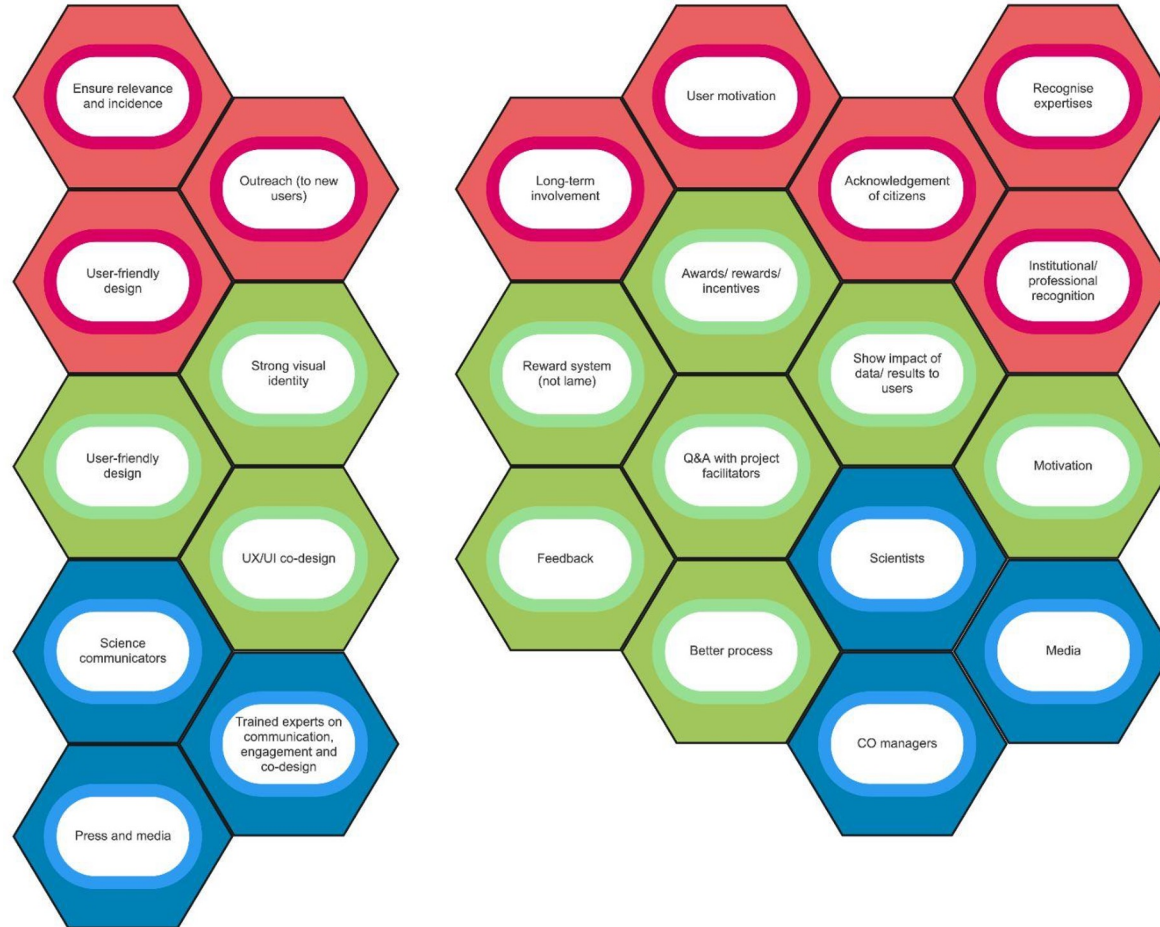 Ensure relevance
and incidence
Outreach (to new
users)
User-friendly
design
Strong visual
identity
User-friendly
design
UX/UI co-design
Science
communicators
Trained experts on
communication,
engagement and
co-design
Press and media
User motivation
Recognise
expertises
Long-term
involvement
Acknowledgement
of citizens
Awards/ rewards/
incentives
Institutional/
professional
recognition
Reward system
(not lame)
Show impact of
data/ results to
users
Q&A with project
facilitators
Motivation
Feedback
Scientists
Better process
Media
CO managers